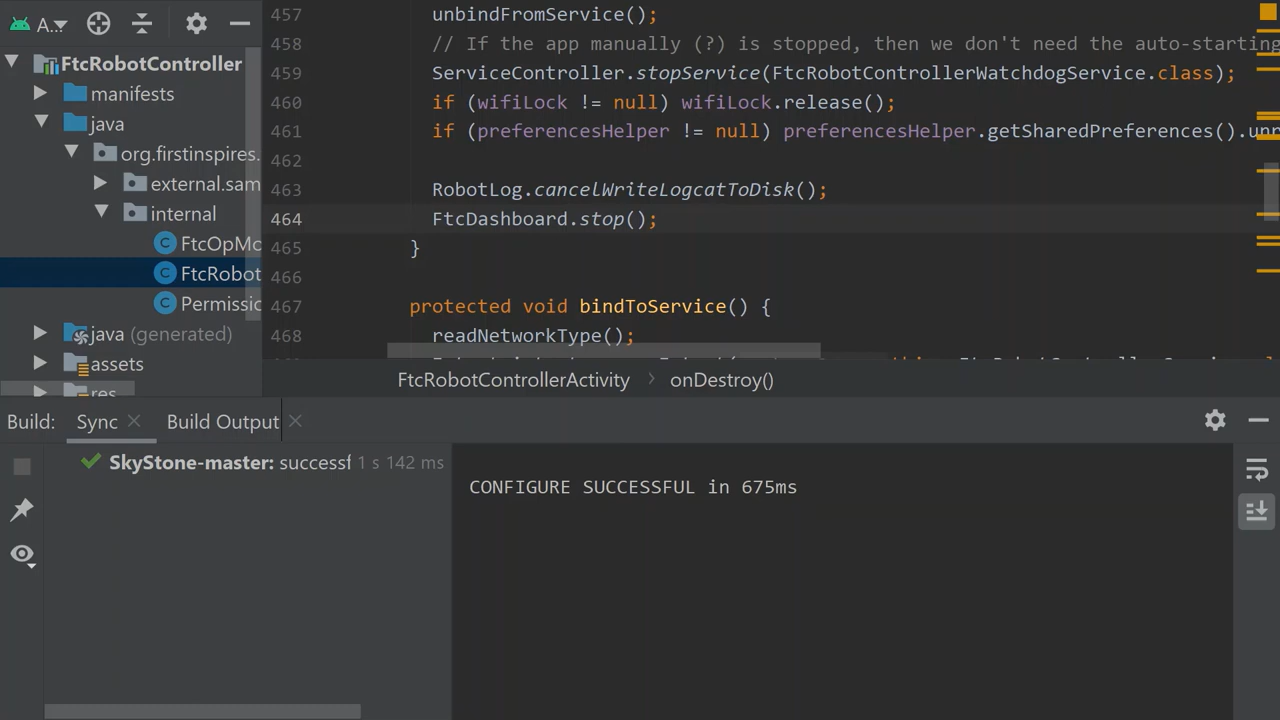 A...
FtcRobotController
manifests
java
org.firstinspires.
external.sam
internal
FtcOpMo
FtcRobot
Permissic
java (generated)
assets
res
457 unbindFromService();
458 // If the app manually (?) is stopped, then we don't need the auto-starting
459 ServiceController.stopService(FtcRobotControllerWatchdogService.class);
460 if (wifiLock != null) wifiLock.release();
461 if (preferencesHelper != null) preferencesHelper.getSharedPreferences().unr
462
463 RobotLog.cancelWriteLogcatToDisk();
464 FtcDashboard.stop();
465 }
466
467 protected void bindToService() {
468 readNetworkType();
FtcRobotControllerActivity > onDestroy()
Build: Sync Build Output
SkyStone-master: successf 1 s 142 ms
CONFIGURE SUCCESSFUL in 675ms